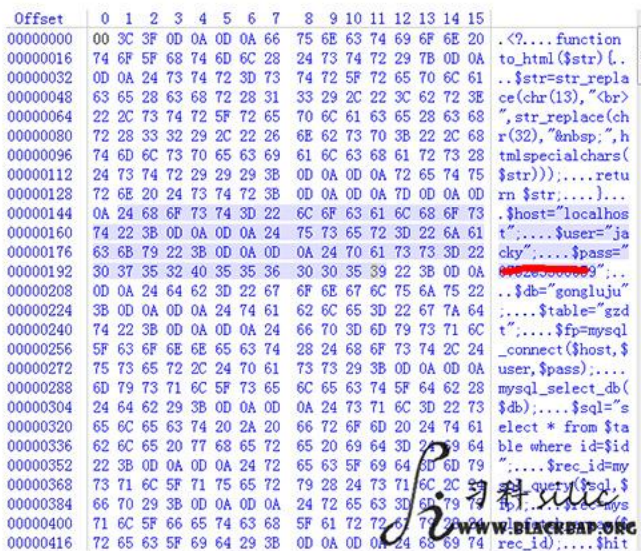 Offset 0 1 2 3 4 5 6 7 8 9 10 11 12 13 14 15
00000000 00 3C 3F 0D 0A 0D 0A 66 75 6E 63 74 69 6F 6E 20 .<?....function
00000016 74 6F 5F 68 74 6D 6C 28 24 73 74 72 29 7B 0D 0A to_html($str){..
00000032 0D 0A 24 73 74 72 3D 73 74 72 5F 72 65 70 6C 61 ..$str=str_repla
00000048 63 65 28 63 68 72 28 31 33 29 2C 22 3C 62 72 3E ce(chr(13),"<br>
00000064 22 2C 73 74 72 5F 72 65 70 6C 61 63 65 28 63 68 ",str_replace(ch
00000080 72 28 33 32 29 2C 22 26 6E 62 73 70 3B 22 2C 68 r(32),"&nbsp;",h
00000096 74 6D 6C 73 70 65 63 69 61 6C 63 68 61 72 73 28 tmlspecialchars(
00000112 24 73 74 72 29 29 29 3B 0D 0A 0D 0A 72 65 74 75 $str)));....retu
00000128 72 6E 20 24 73 74 72 3B 0D 0A 0D 0A 7D 0D 0A 0D rn $str;....}...
00000144 0A 24 68 6F 73 74 3D 22 6C 6F 63 61 6C 68 6F 73 .$host="localhos
00000160 74 22 3B 0D 0A 0D 0A 24 75 73 65 72 3D 22 6A 61 t";....$user="ja
00000176 63 6B 79 22 3B 0D 0A 0D 0A 24 70 61 73 73 3D 22 cky";....$pass="
00000192 30 37 35 32 40 35 35 36 30 30 35 39 22 3B 0D 0A 9";..
00000208 0D 0A 24 64 62 3D 22 67 6F 6E 67 6C 75 6A 75 22 ..$db="gongluju"
00000224 3B 0D 0A 0D 0A 24 74 61 62 6C 65 3D 22 67 7A 64 ;....$table="gzd
00000240 74 22 3B 0D 0A 0D 0A 24 66 70 3D 6D 79 73 71 6C t";....$fp=mysql
00000256 5F 63 6F 6E 6E 65 63 74 28 24 68 6F 73 74 2C 24 _connect($host,$
00000272 75 73 65 72 2C 24 70 61 73 73 29 3B 0D 0A 0D 0A user,$pass);....
00000288 6D 79 73 71 6C 5F 73 65 6C 65 63 74 5F 64 62 28 mysql_select_db(
00000304 24 64 62 29 3B 0D 0A 0D 0A 24 73 71 6C 3D 22 73 $db);....$sql="s
00000320 65 6C 65 63 74 20 2A 20 66 72 6F 6D 20 24 74 61 elect * from $ta
00000336 62 6C 65 20 77 68 65 72 65 20 69 64 3D 24 69 64 ble where id=$id
00000352 22 3B 0D 0A 0D 0A 24 72 65 63 5F 69 64 3D 6D 79 ";....$rec_id=my
00000368 73 71 6C 5F 71 75 65 72 79 28 24 73 71 6C 2C 24 sql_query($sql,$
00000384 66 70 29 3B 0D 0A 0D 0A 24 72 65 63 3D 6D 79 73 fp);....$rec=mys
00000400 71 6C 5F 66 65 74 63 68 5F 61 72 72
00000416 72 65 63 5F 69 64 29 3B 0D 0A 0D 0A 24 68 69 74 rec_id);....$hit
习科 silic
WWW.BLACKBAP.ORG